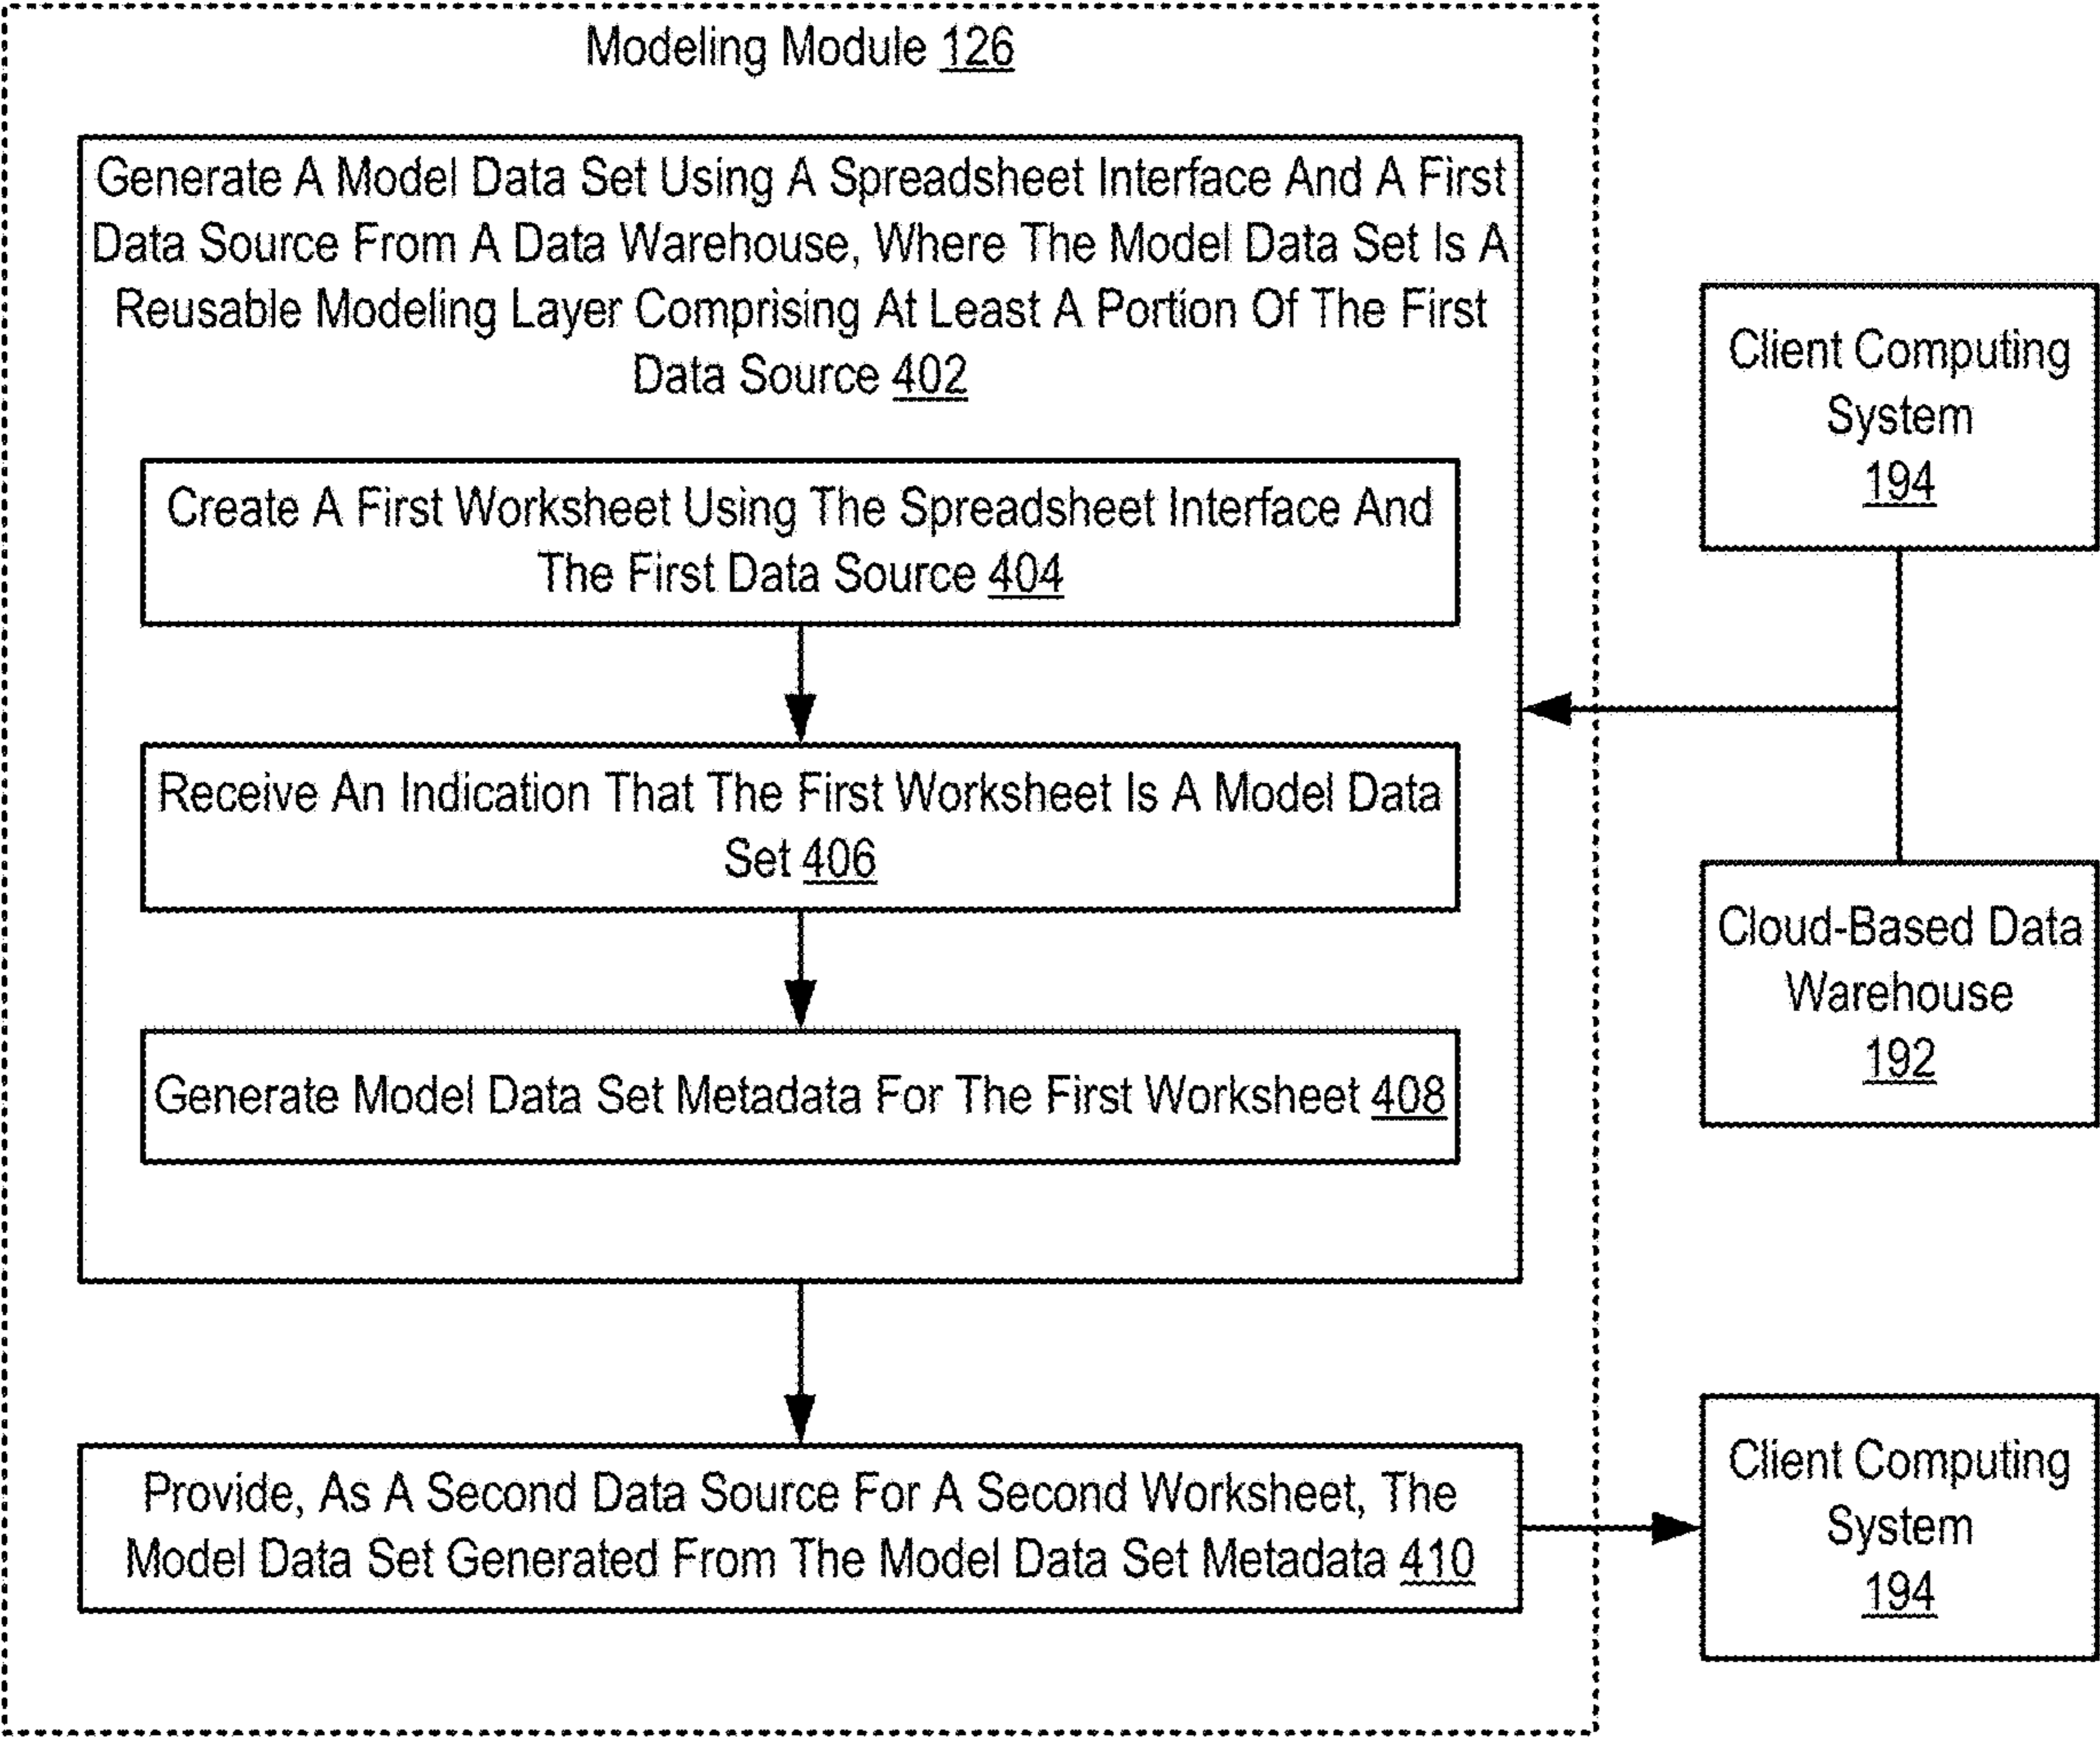 Modeling Module 126
Generate A Model Data Set Using A Spreadsheet Interface And A First
Data Source From A Data Warehouse, Where The Model Data Set Is A
Reusable Modeling Layer Comprising At Least A Portion Of The First
Data Source 402
Create A First Worksheet Using The Spreadsheet Interface And
The First Data Source 404
Receive An Indication That The First Worksheet Is A Model Data
Set 406
Generate Model Data Set Metadata For The First Worksheet 408
Provide, As A Second Data Source For A Second Worksheet, The
Model Data Set Generated From The Model Data Set Metadata 410
Client Computing
System
194
Cloud-Based Data
Warehouse
192
Client Computing
System
194